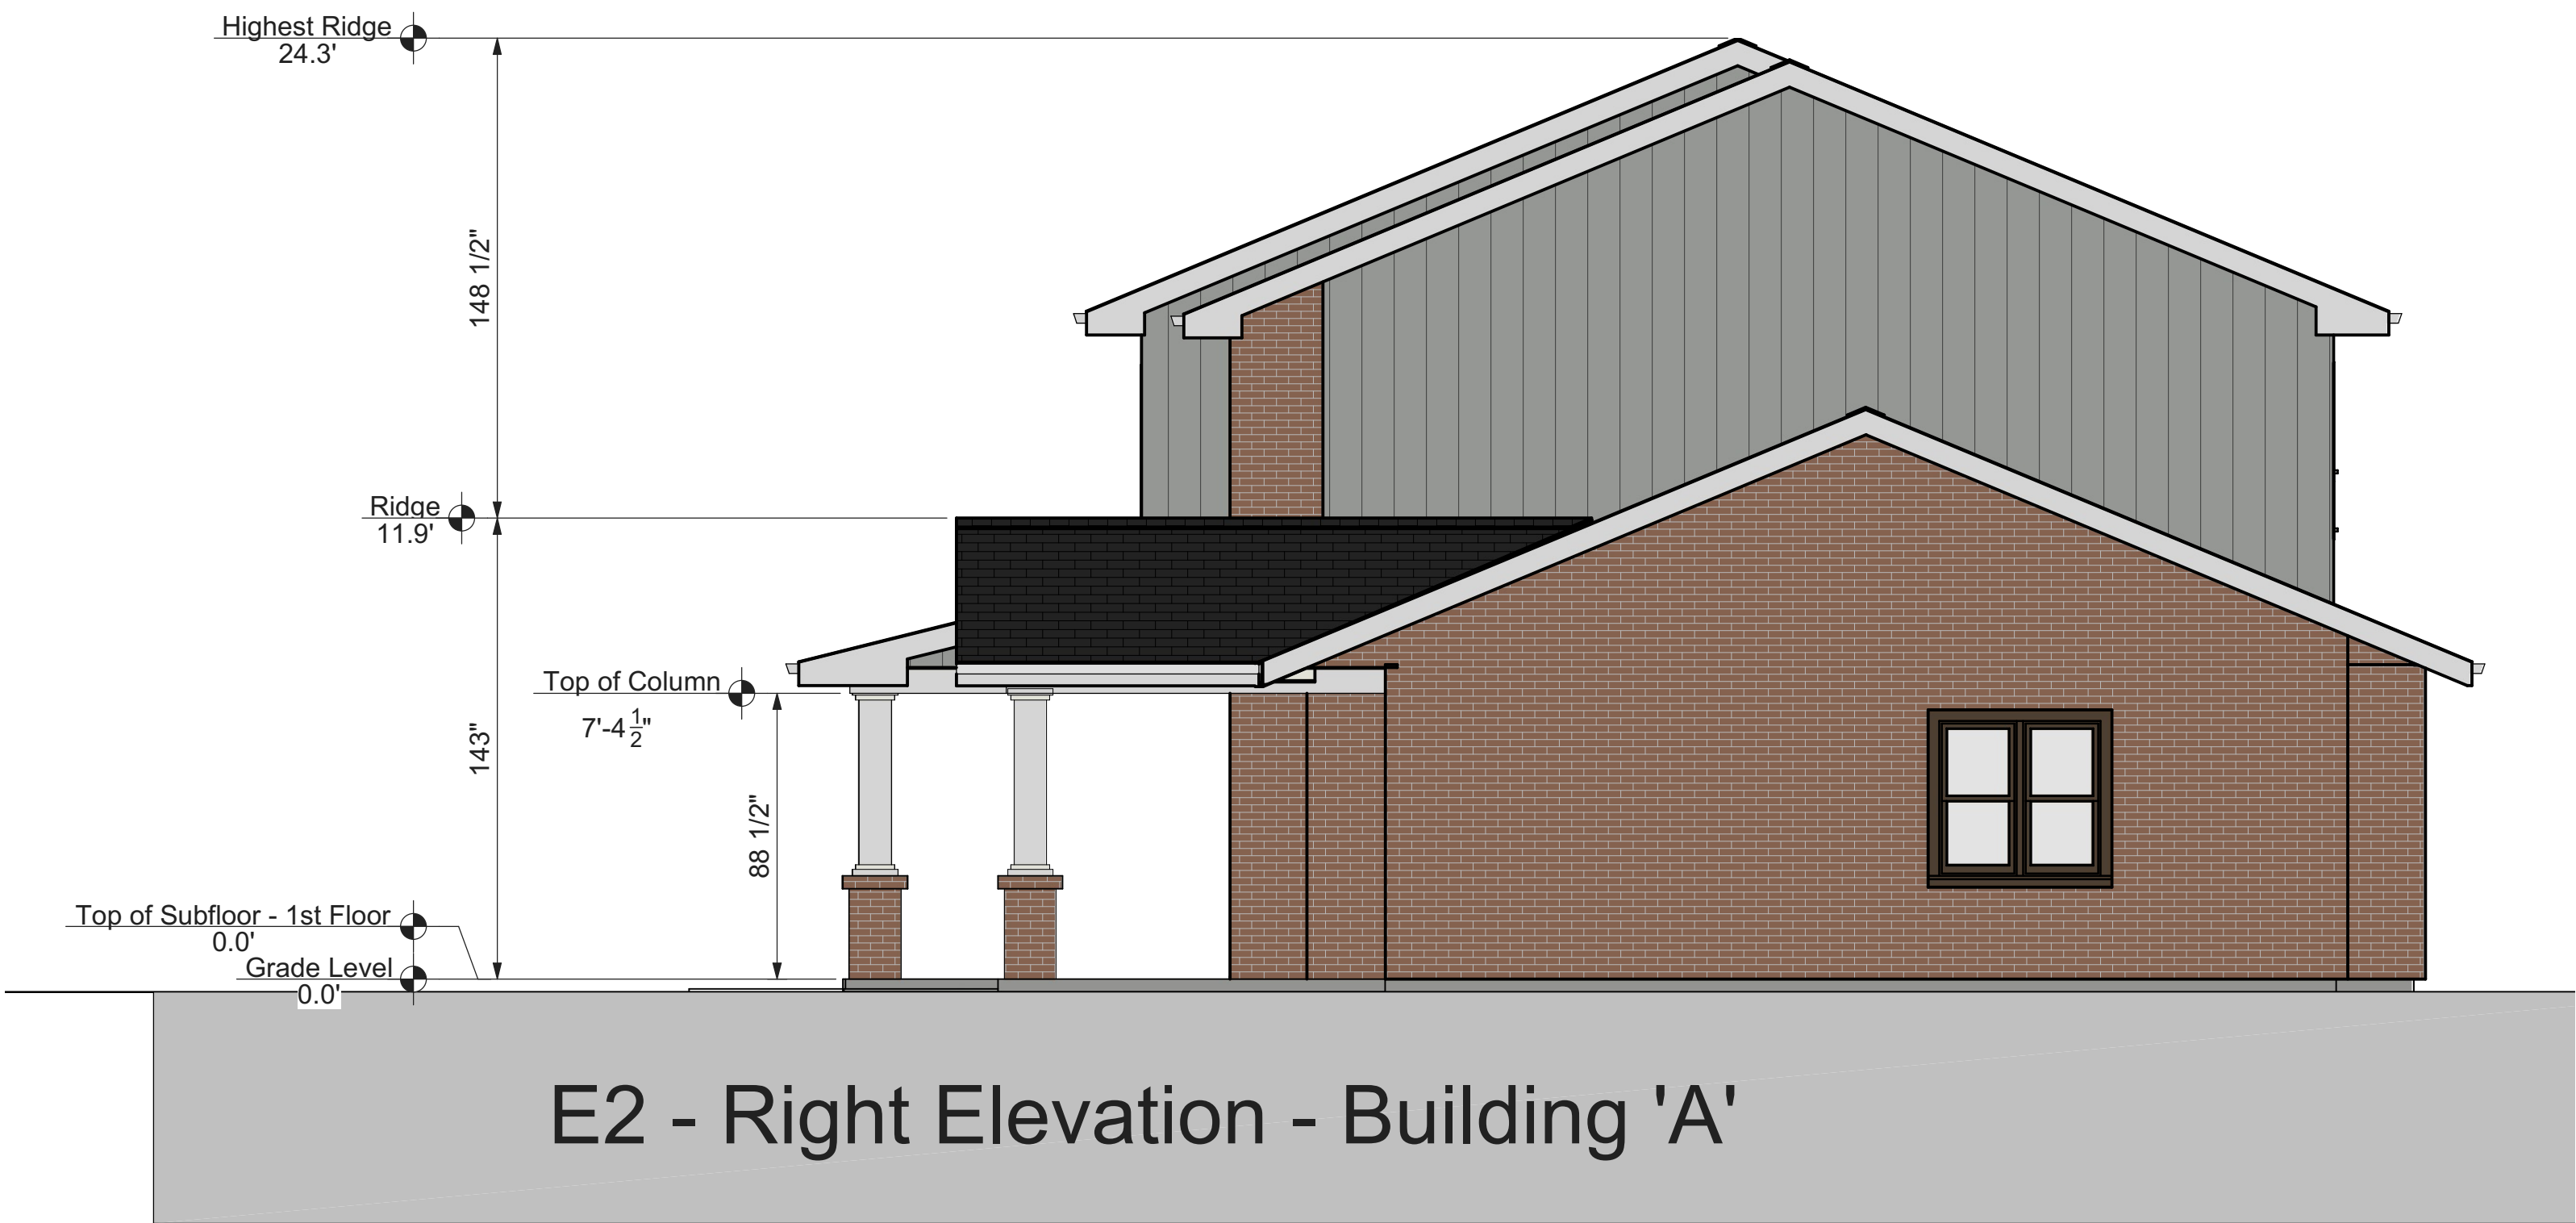 Highest Ridge
24.3'
148 1/2"
Ridge
11.9'
143"
Top of Column
7'-4 1/2"
88 1/2"
Top of Subfloor - 1st Floor
0.0'
Grade Level
0.0'
E2 - Right Elevation - Building 'A'